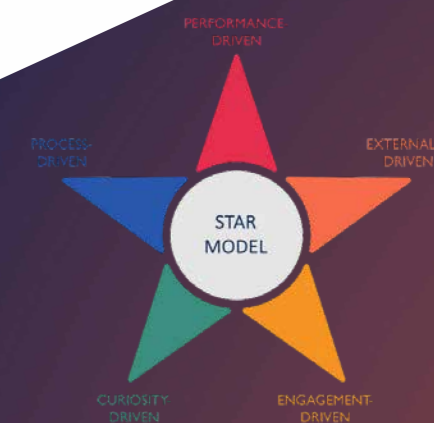 PERFORMANCE
DRIVEN
PROCESS-
DRIVEN
EXTERNAL
DRIVEN
STAR
MODEL
CURIOSITY
DRIVEN
ENGAGEMENT-
DRIVEN